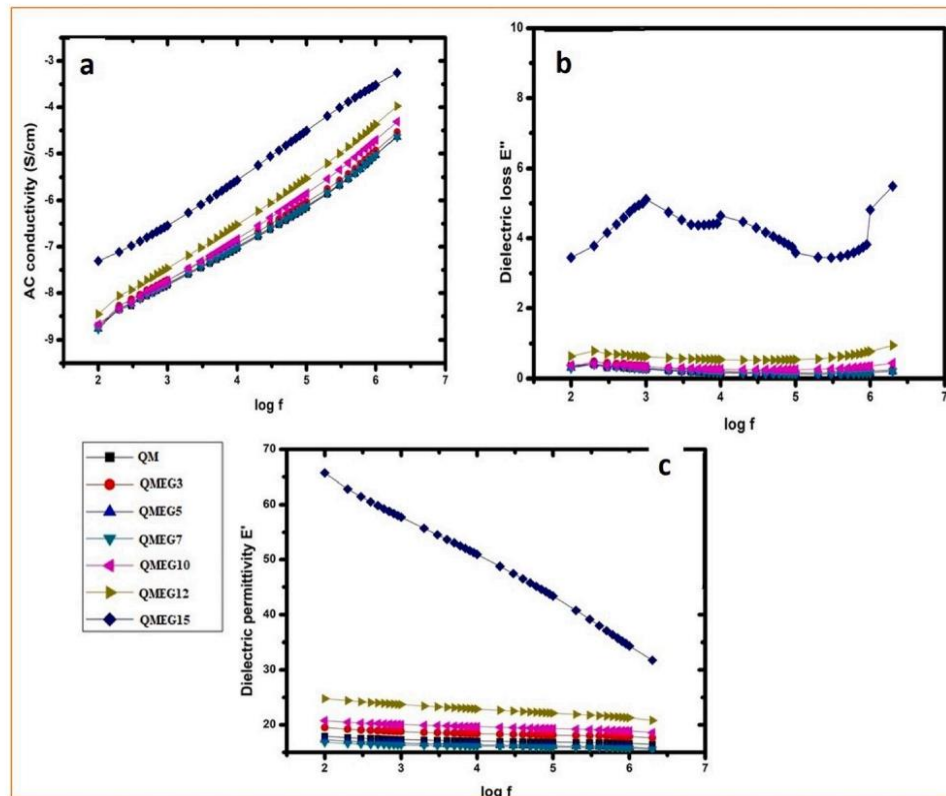 a
-3
-4
-5
-6
-7
-8
-9
AC conductivity (S/cm)
2 3 4 5 6 7
log f
b
10
8
6
4
2
0
Dielectric loss E"
2 3 4 5 6 7
log f
QM
QMEG3
QMEG5
QMEG7
QMEG10
QMEG12
QMEG15
c
70
60
50
40
30
20
Dielectric permittivity E'
2 3 4 5 6 7
log f